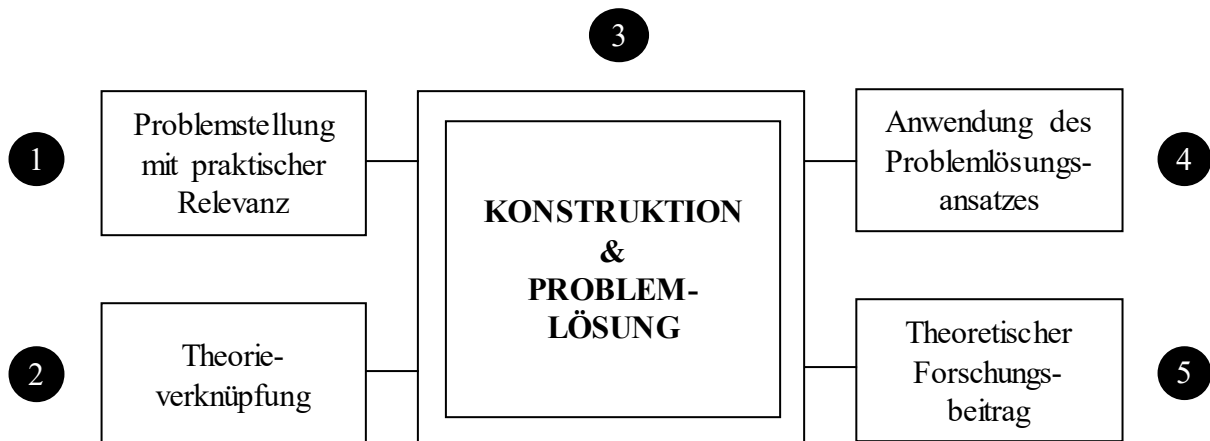 3
1
Problemstellung
mit praktischer
Relevanz
2
Theorie-
verknüpfung
KONSTRUKTION
&
PROBLEM-
LÖSUNG
Anwendung des
Problemlösungs-
ansatzes
4
Theoretischer
Forschungs-
beitrag
5